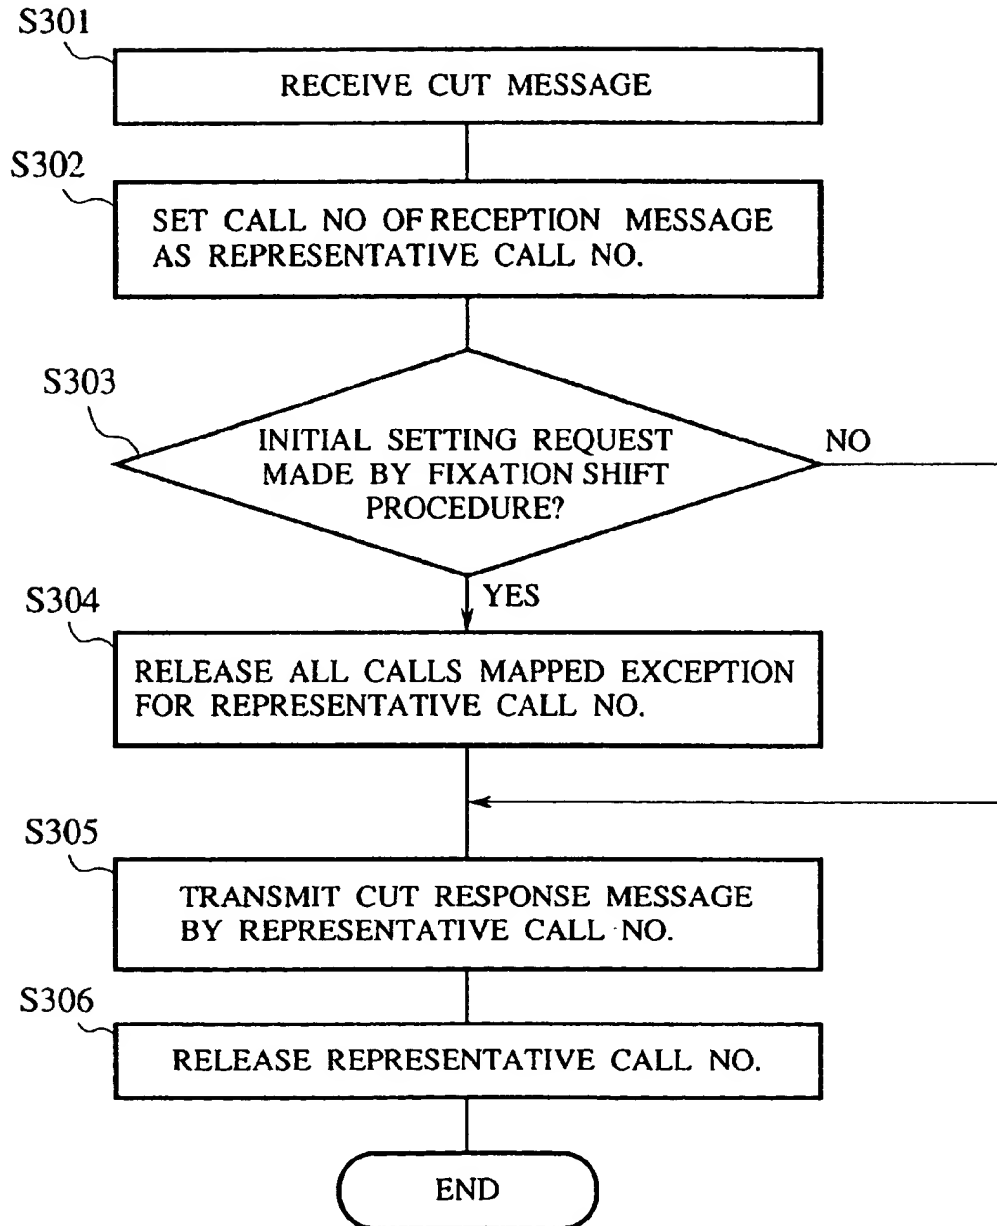 S301
RECEIVE CUT MESSAGE
S302
SET CALL NO OF RECEPTION MESSAGE
AS REPRESENTATIVE CALL NO.
S303
INITIAL SETTING REQUEST
MADE BY FIXATION SHIFT
PROCEDURE?
NO
YES
S304
RELEASE ALL CALLS MAPPED EXCEPTION
FOR REPRESENTATIVE CALL NO.
S305
TRANSMIT CUT RESPONSE MESSAGE
BY REPRESENTATIVE CALL NO.
S306
RELEASE REPRESENTATIVE CALL NO.
END